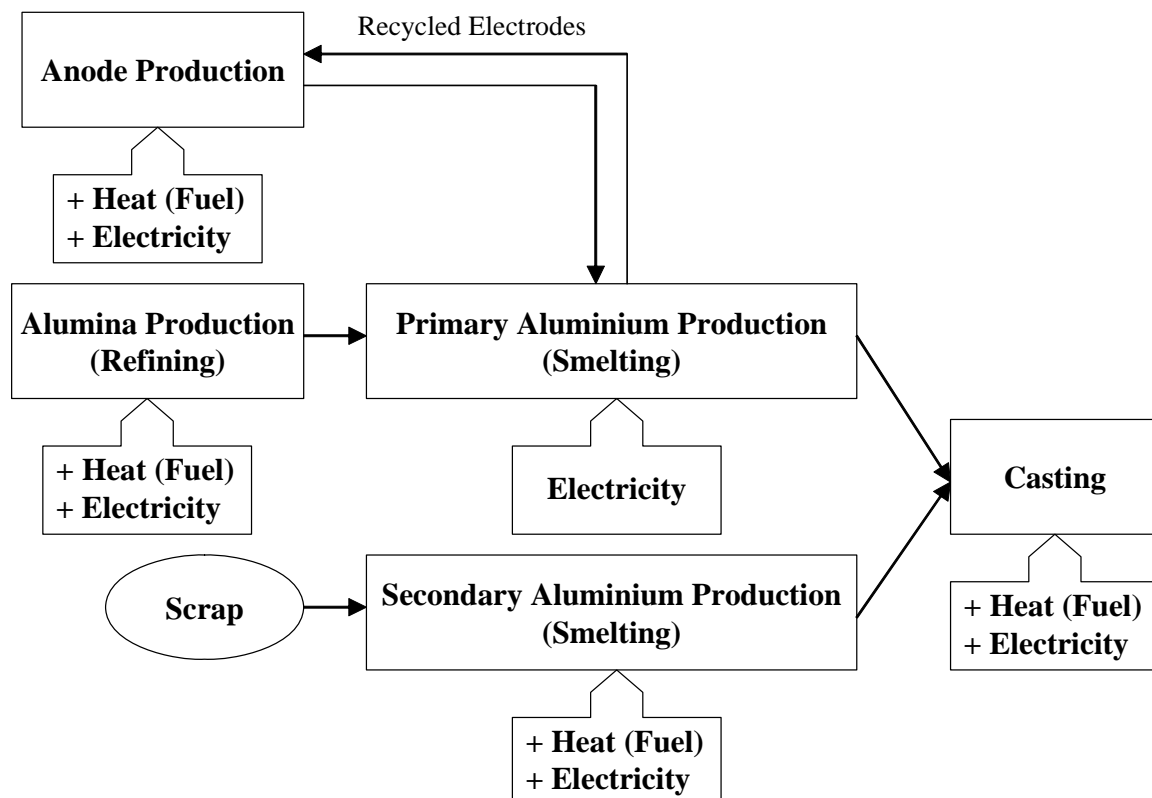 Recycled Electrodes
Anode Production
+ Heat (Fuel)
+ Electricity
Alumina Production
(Refining)
Primary Aluminium Production
(Smelting)
+ Heat (Fuel)
+ Electricity
Electricity
Casting
Scrap
Secondary Aluminium Production
(Smelting)
+ Heat (Fuel)
+ Electricity
+ Heat (Fuel)
+ Electricity